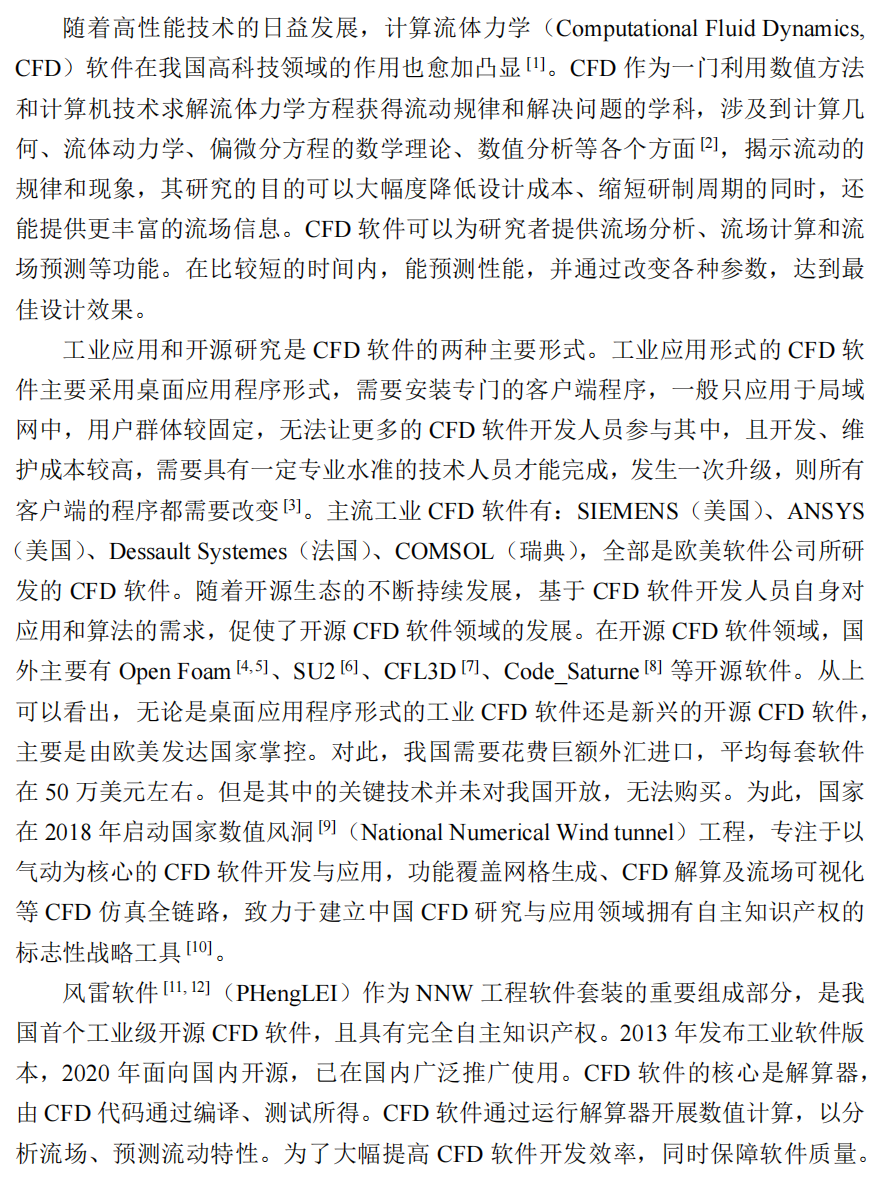 随着高性能技术的日益发展，计算流体力学（Computational Fluid Dynamics,
CFD）软件在我国高科技领域的作用也愈加凸显[1]。CFD 作为一门利用数值方法
和计算机技术求解流体力学方程获得流动规律和解决问题的学科，涉及到计算几
何、流体动力学、偏微分方程的数学理论、数值分析等各个方面[2]，揭示流动的
规律和现象，其研究的目的可以大幅度降低设计成本、缩短研制周期的同时，还
能提供更丰富的流场信息。CFD 软件可以为研究者提供流场分析、流场计算和流
场预测等功能。在比较短的时间内，能预测性能，并通过改变各种参数，达到最
佳设计效果。
工业应用和开源研究是 CFD 软件的两种主要形式。工业应用形式的 CFD 软
件主要采用桌面应用程序形式，需要安装专门的客户端程序，一般只应用于局域
网中，用户群体较固定，无法让更多的 CFD 软件开发人员参与其中，且开发、维
护成本较高，需要具有一定专业水准的技术人员才能完成，发生一次升级，则所有
客户端的程序都需要改变[3]。主流工业 CFD 软件有：SIEMENS（美国）、ANSYS
（美国）、Dessault Systemes（法国）、COMSOL（瑞典），全部是欧美软件公司所研
发的 CFD 软件。随着开源生态的不断持续发展，基于 CFD 软件开发人员自身对
应用和算法的需求，促使了开源 CFD 软件领域的发展。在开源 CFD 软件领域，国
外主要有 Open Foam[4,5]、SU2[6]、CFL3D[7]、Code_Saturne[8] 等开源软件。从上
可以看出，无论是桌面应用程序形式的工业 CFD 软件还是新兴的开源 CFD 软件，
主要是由欧美发达国家掌控。对此，我国需要花费巨额外汇进口，平均每套软件
在 50 万美元左右。但是其中的关键技术并未对我国开放，无法购买。为此，国家
在 2018 年启动国家数值风洞[9]（National Numerical Wind tunnel）工程，专注于以
气动为核心的 CFD 软件开发与应用，功能覆盖网格生成、CFD 解算及流场可视化
等 CFD 仿真全链路，致力于建立中国 CFD 研究与应用领域拥有自主知识产权的
标志性战略工具[10]。
风雷软件[11,12]（PHengLEI）作为 NNW 工程软件套装的重要组成部分，是我
国首个工业级开源 CFD 软件，且具有完全自主知识产权。2013 年发布工业软件版
本，2020 年面向国内开源，已在国内广泛推广使用。CFD 软件的核心是解算器，
由 CFD 代码通过编译、测试所得。CFD 软件通过运行解算器开展数值计算，以分
析流场、预测流动特性。为了大幅提高 CFD 软件开发效率，同时保障软件质量。